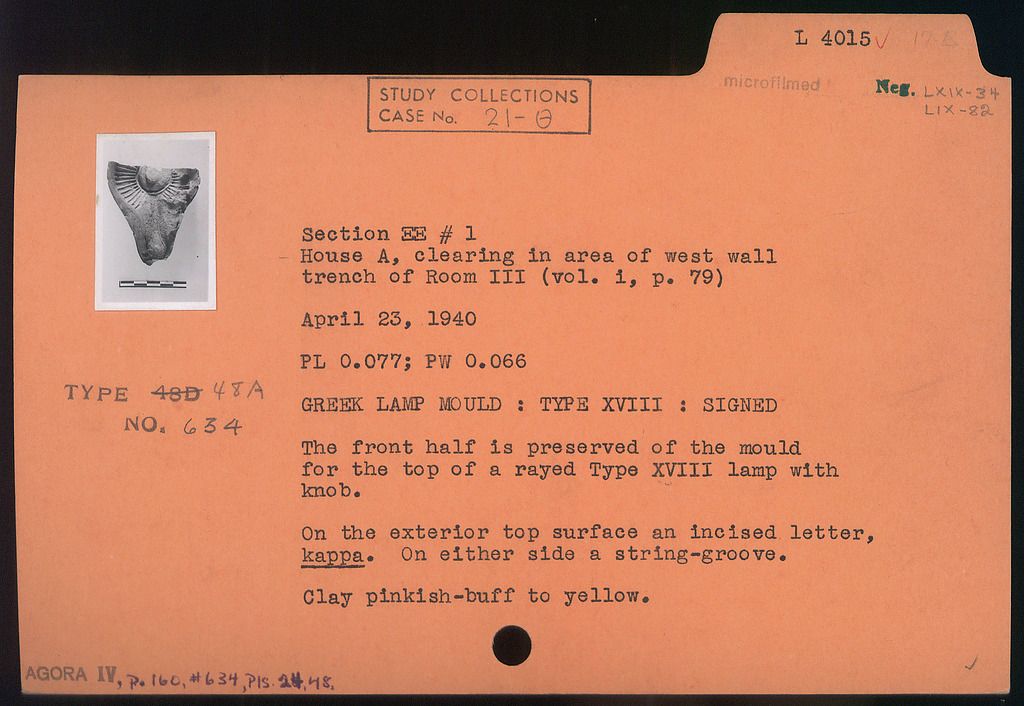 L 4015 ✓
microfilmed
Neg. LXIX-34
LIX-82
STUDY COLLECTIONS
CASE No. 21-Θ
Section ΞΞ # 1
House A, clearing in area of west wall
trench of Room III (vol. i, p. 79)
April 23, 1940
PL 0.077; PW 0.066
TYPE 48D 48A
NO. 634
GREEK LAMP MOULD : TYPE XVIII : SIGNED
The front half is preserved of the mould
for the top of a rayed Type XVIII lamp with
knob.
On the exterior top surface an incised letter,
kappa. On either side a string-groove.
Clay pinkish-buff to yellow.
AGORA IV, p. 160, #634, Pls. 24, 48.